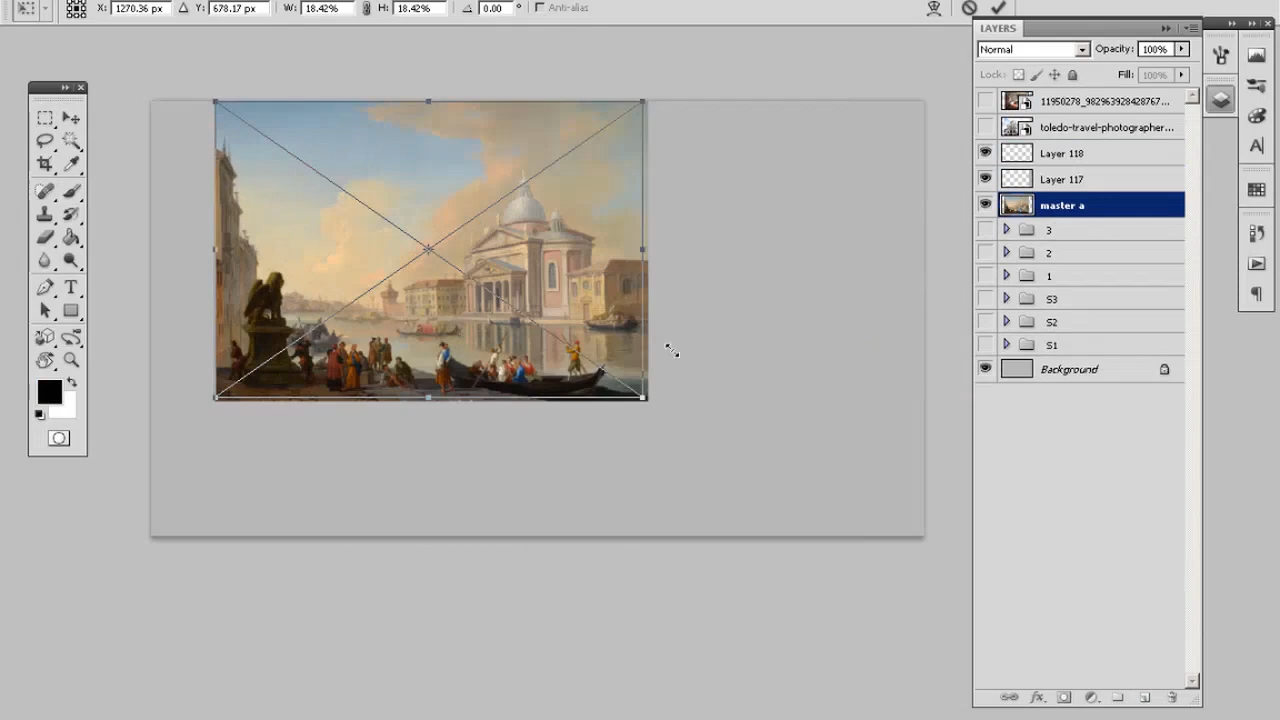 X: 1270.36 px Y: 678.17 px W: 18.42% H: 18.42% 0.00 ° Anti-alias
LAYERS
Normal Opacity: 100%
Lock: Fill: 100%
11950278_982963928428767...
toledo-travel-photographer...
Layer 118
Layer 117
master a
3
2
1
S3
S2
S1
Background